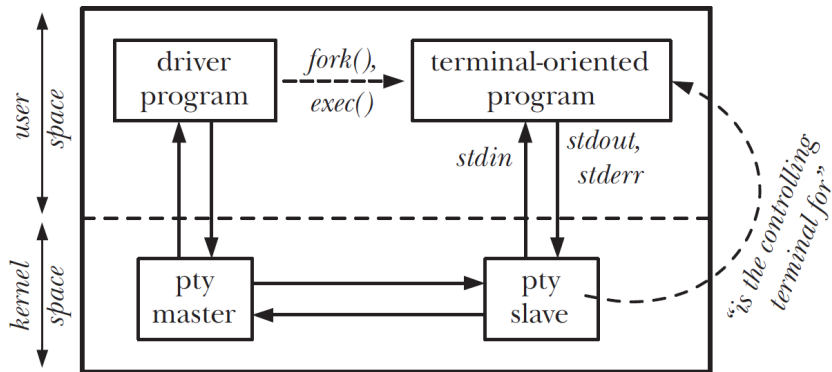 user
space
driver
program
fork(),
exec()
terminal-oriented
program
stdin
stdout,
stderr
"is the controlling
terminal for"
kernel
space
pty
master
pty
slave